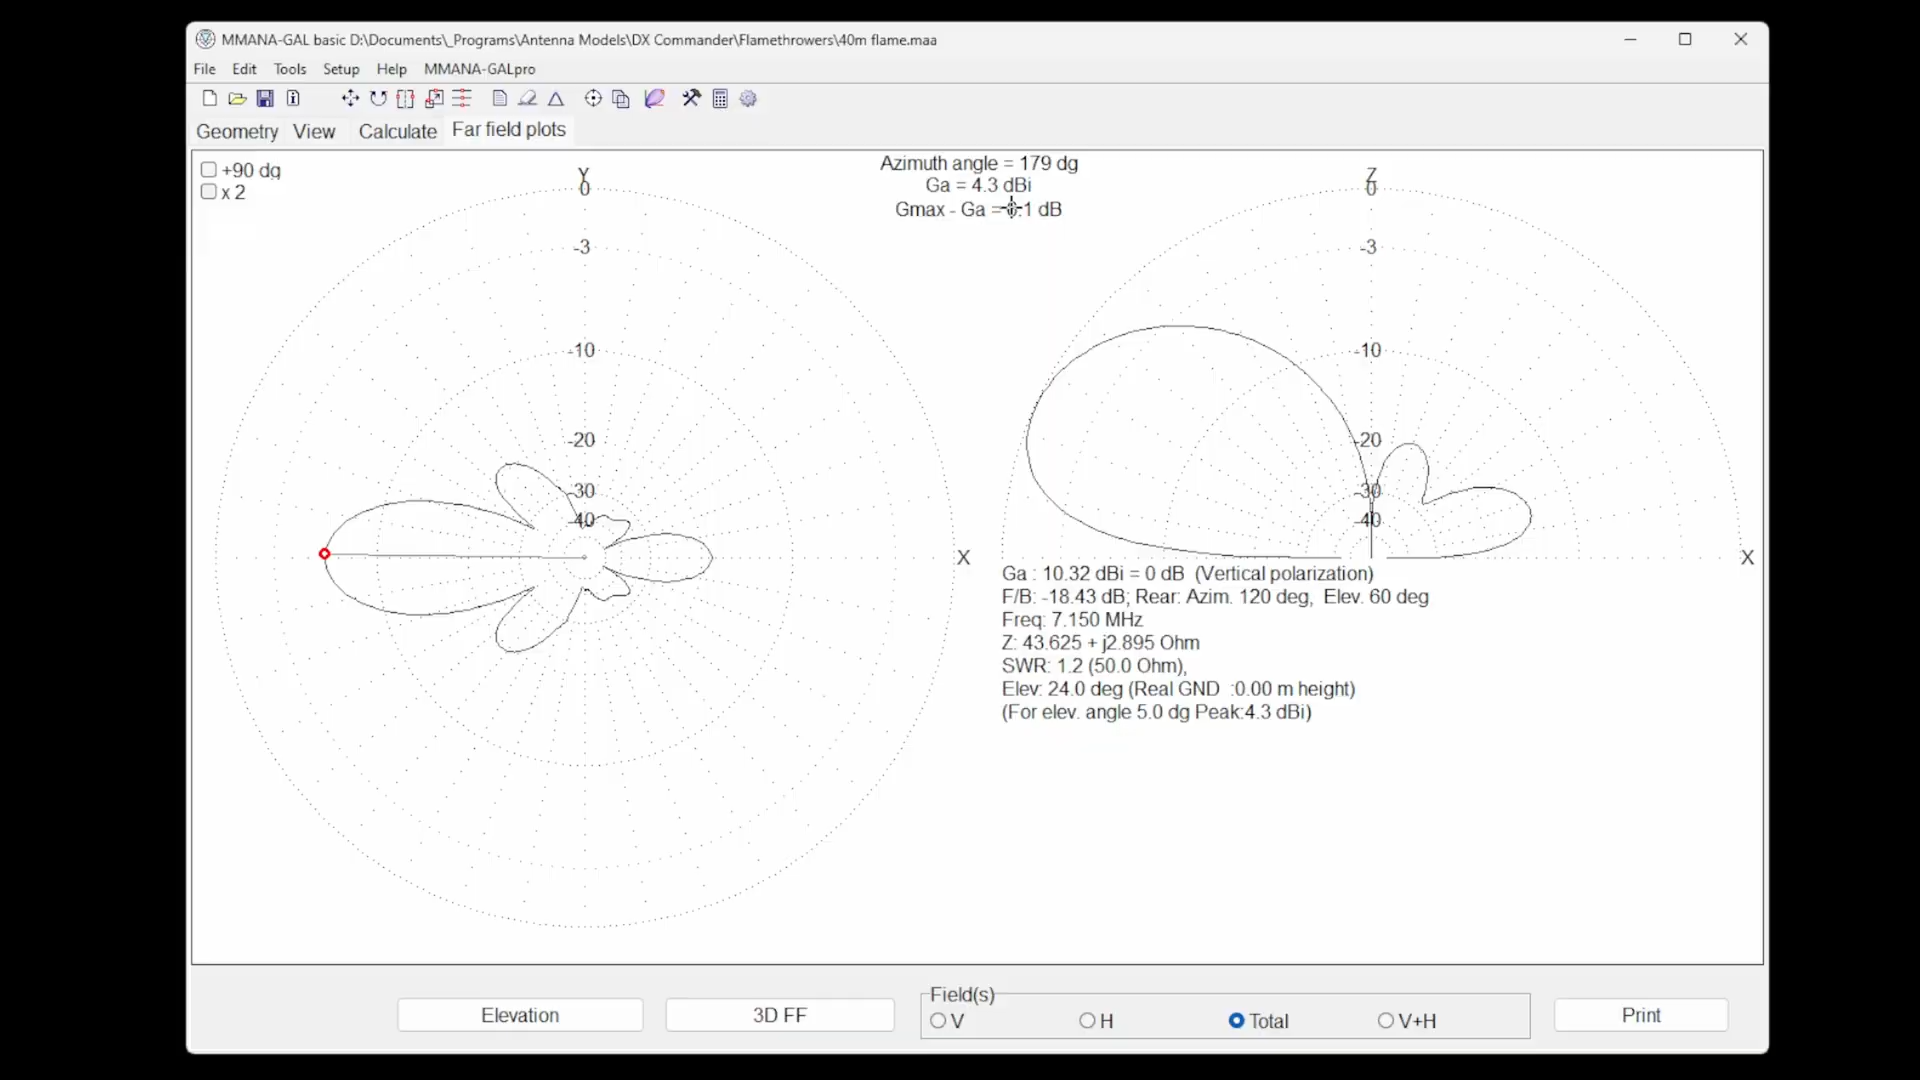 MMANA-GAL basic D:\Documents\_Programs\Antenna Models\DX Commander\Flamethrowers\40m flame.maa
File Edit Tools Setup Help MMANA-GALpro
Geometry View Calculate Far field plots
+90 dg
x 2
Azimuth angle = 179 dg
Ga = 4.3 dBi
Gmax - Ga = .1 dB
Y
0
-3
-10
-20
-30
-40
X
Z
0
-3
-10
-20
-30
-40
X
Ga : 10.32 dBi = 0 dB (Vertical polarization)
F/B: -18.43 dB; Rear: Azim. 120 deg, Elev. 60 deg
Freq: 7.150 MHz
Z: 43.625 + j2.895 Ohm
SWR: 1.2 (50.0 Ohm),
Elev: 24.0 deg (Real GND :0.00 m height)
(For elev. angle 5.0 dg Peak:4.3 dBi)
Elevation
3D FF
Field(s)
V H Total V+H
Print